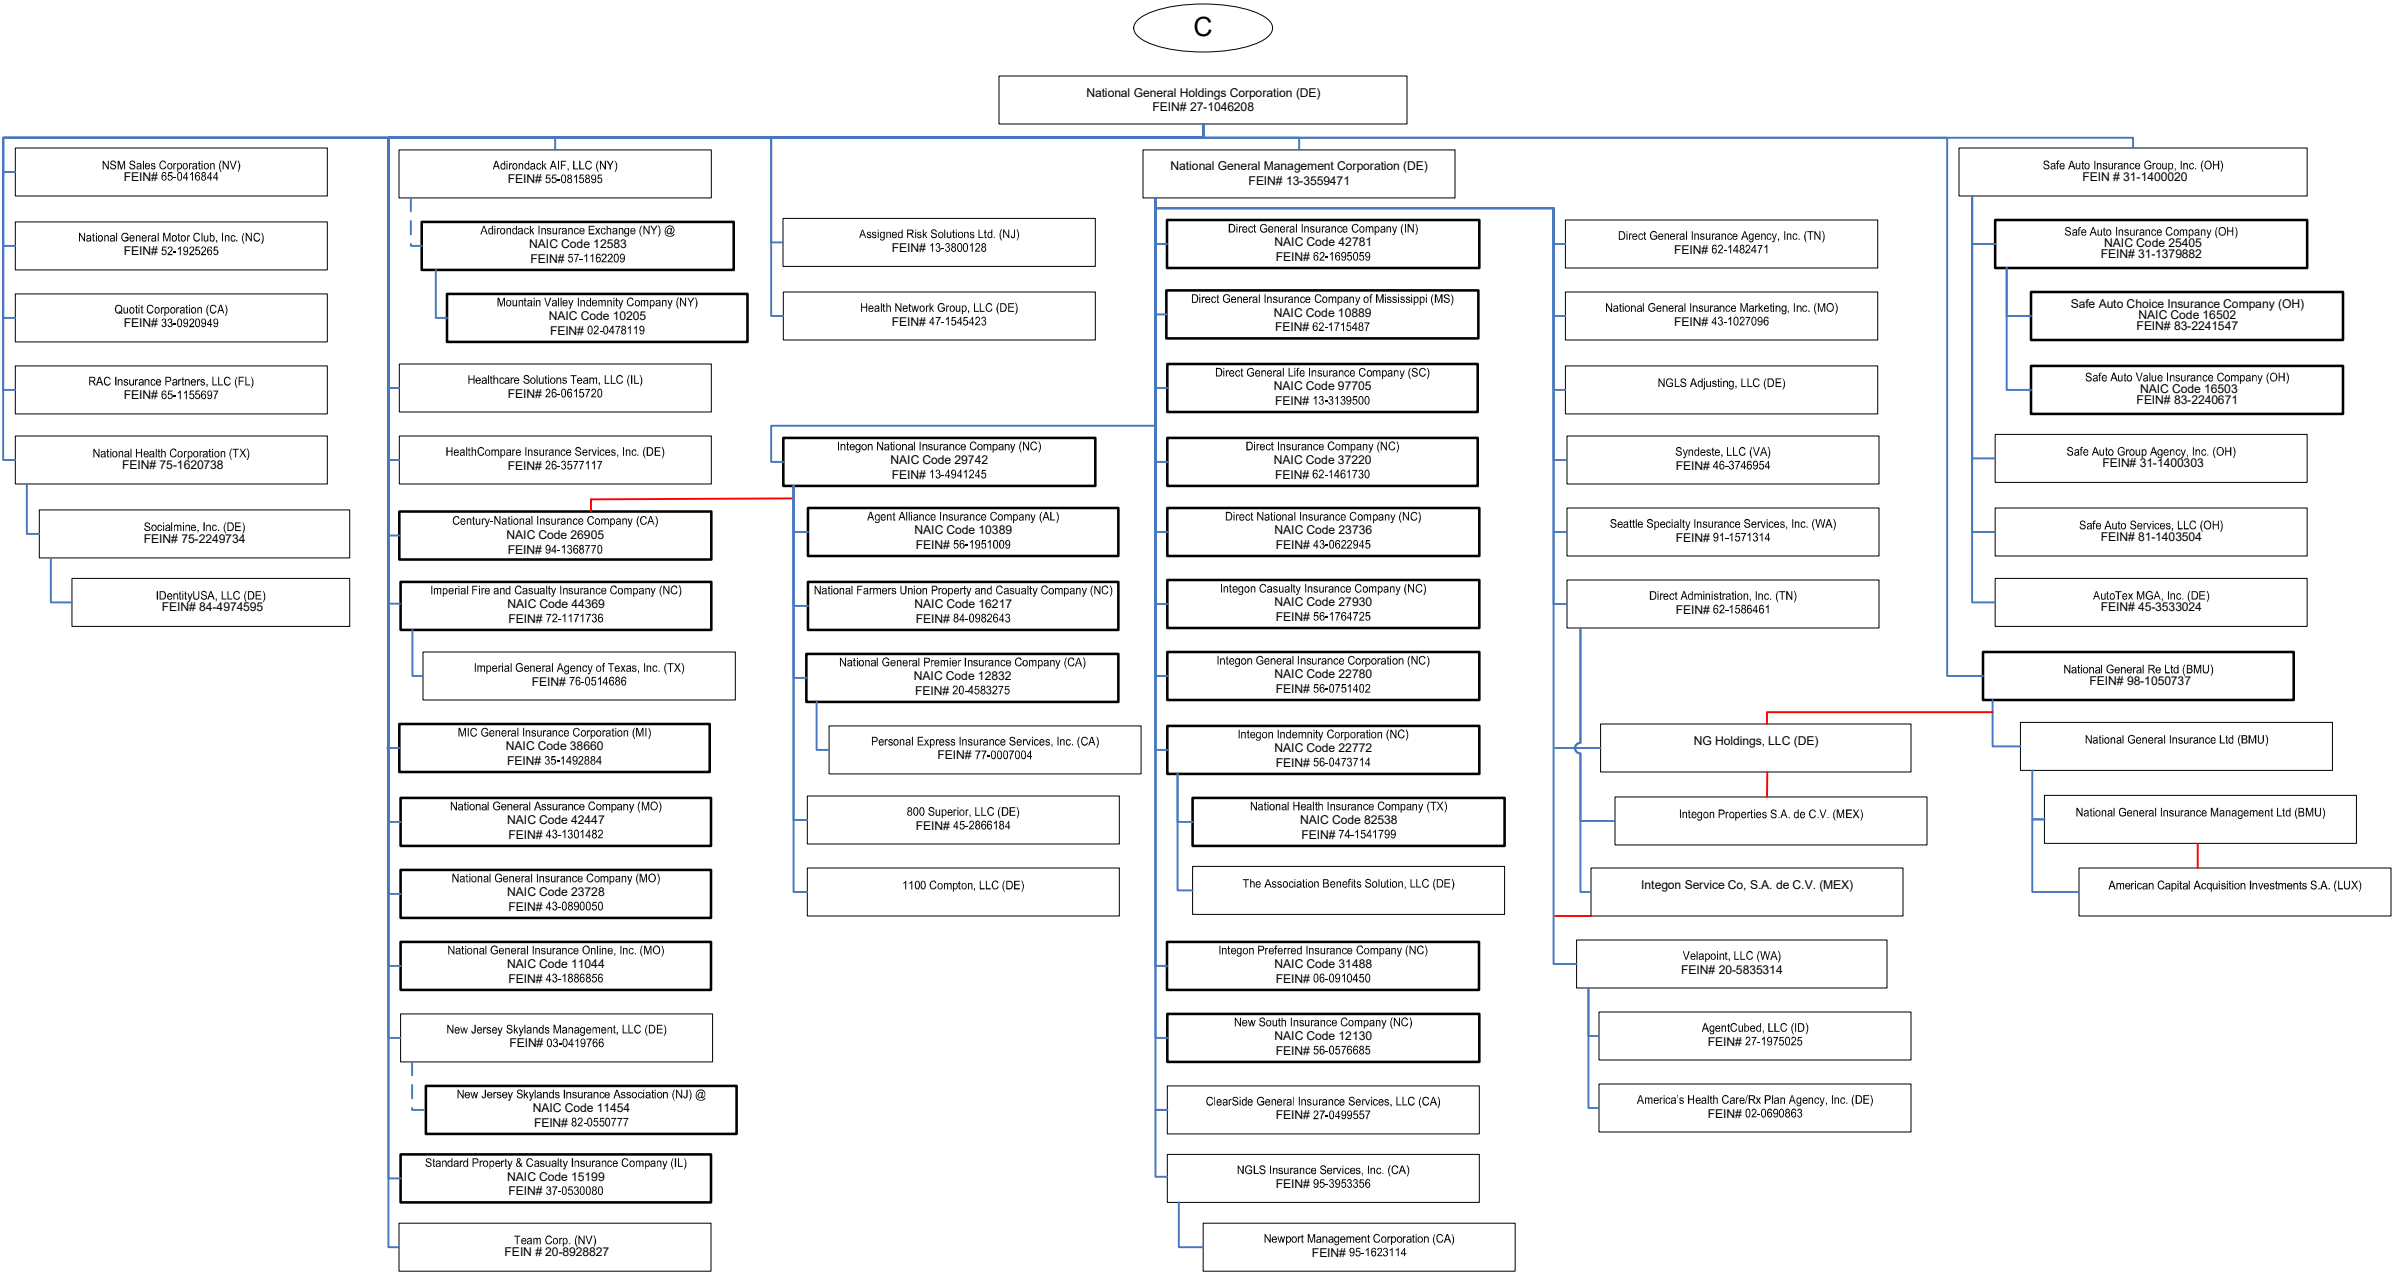 C
National General Holdings Corporation (DE)
FEIN# 27-1046208
NSM Sales Corporation (NV)
FEIN# 65-0416844
National General Motor Club, Inc. (NC)
FEIN# 52-1925265
Quotit Corporation (CA)
FEIN# 33-0920949
RAC Insurance Partners, LLC (FL)
FEIN# 65-1155697
National Health Corporation (TX)
FEIN# 75-1620738
Socialmine, Inc. (DE)
FEIN# 75-2249734
IDentityUSA, LLC (DE)
FEIN# 84-4974595
Adirondack AIF, LLC (NY)
FEIN# 55-0815895
Adirondack Insurance Exchange (NY) @
NAIC Code 12583
FEIN# 57-1162209
Mountain Valley Indemnity Company (NY)
NAIC Code 10205
FEIN# 02-0478119
Healthcare Solutions Team, LLC (IL)
FEIN# 26-0615720
HealthCompare Insurance Services, Inc. (DE)
FEIN# 26-3577117
Century-National Insurance Company (CA)
NAIC Code 26905
FEIN# 94-1368770
Imperial Fire and Casualty Insurance Company (NC)
NAIC Code 44369
FEIN# 72-1171736
Imperial General Agency of Texas, Inc. (TX)
FEIN# 76-0514686
MIC General Insurance Corporation (MI)
NAIC Code 38660
FEIN# 35-1492884
National General Assurance Company (MO)
NAIC Code 42447
FEIN# 43-1301482
National General Insurance Company (MO)
NAIC Code 23728
FEIN# 43-0890050
National General Insurance Online, Inc. (MO)
NAIC Code 11044
FEIN# 43-1886856
New Jersey Skylands Management, LLC (DE)
FEIN# 03-0419766
New Jersey Skylands Insurance Association (NJ) @
NAIC Code 11454
FEIN# 82-0550777
Standard Property & Casualty Insurance Company (IL)
NAIC Code 15199
FEIN# 37-0530080
Team Corp. (NV)
FEIN # 20-8928827
Assigned Risk Solutions Ltd. (NJ)
FEIN# 13-3800128
Health Network Group, LLC (DE)
FEIN# 47-1545423
Integon National Insurance Company (NC)
NAIC Code 29742
FEIN# 13-4941245
Agent Alliance Insurance Company (AL)
NAIC Code 10389
FEIN# 56-1951009
National Farmers Union Property and Casualty Company (NC)
NAIC Code 16217
FEIN# 84-0982643
National General Premier Insurance Company (CA)
NAIC Code 12832
FEIN# 20-4583275
Personal Express Insurance Services, Inc. (CA)
FEIN# 77-0007004
800 Superior, LLC (DE)
FEIN# 45-2866184
1100 Compton, LLC (DE)
National General Management Corporation (DE)
FEIN# 13-3559471
Direct General Insurance Company (IN)
NAIC Code 42781
FEIN# 62-1695059
Direct General Insurance Company of Mississippi (MS)
NAIC Code 10889
FEIN# 62-1715487
Direct General Life Insurance Company (SC)
NAIC Code 97705
FEIN# 13-3139500
Direct Insurance Company (NC)
NAIC Code 37220
FEIN# 62-1461730
Direct National Insurance Company (NC)
NAIC Code 23736
FEIN# 43-0622945
Integon Casualty Insurance Company (NC)
NAIC Code 27930
FEIN# 56-1764725
Integon General Insurance Corporation (NC)
NAIC Code 22780
FEIN# 56-0751402
Integon Indemnity Corporation (NC)
NAIC Code 22772
FEIN# 56-0473714
National Health Insurance Company (TX)
NAIC Code 82538
FEIN# 74-1541799
The Association Benefits Solution, LLC (DE)
Integon Preferred Insurance Company (NC)
NAIC Code 31488
FEIN# 06-0910450
New South Insurance Company (NC)
NAIC Code 12130
FEIN# 56-0576685
ClearSide General Insurance Services, LLC (CA)
FEIN# 27-0499557
NGLS Insurance Services, Inc. (CA)
FEIN# 95-3953356
Newport Management Corporation (CA)
FEIN# 95-1623114
Direct General Insurance Agency, Inc. (TN)
FEIN# 62-1482471
National General Insurance Marketing, Inc. (MO)
FEIN# 43-1027096
NGLS Adjusting, LLC (DE)
Syndeste, LLC (VA)
FEIN# 46-3746954
Seattle Specialty Insurance Services, Inc. (WA)
FEIN# 91-1571314
Direct Administration, Inc. (TN)
FEIN# 62-1586461
NG Holdings, LLC (DE)
Integon Properties S.A. de C.V. (MEX)
Integon Service Co, S.A. de C.V. (MEX)
Velapoint, LLC (WA)
FEIN# 20-5835314
AgentCubed, LLC (ID)
FEIN# 27-1975025
America's Health Care/Rx Plan Agency, Inc. (DE)
FEIN# 02-0690863
Safe Auto Insurance Group, Inc. (OH)
FEIN # 31-1400020
Safe Auto Insurance Company (OH)
NAIC Code 25405
FEIN# 31-1379882
Safe Auto Choice Insurance Company (OH)
NAIC Code 16502
FEIN# 83-2241547
Safe Auto Value Insurance Company (OH)
NAIC Code 16503
FEIN# 83-2240671
Safe Auto Group Agency, Inc. (OH)
FEIN# 31-1400303
Safe Auto Services, LLC (OH)
FEIN# 81-1403504
AutoTex MGA, Inc. (DE)
FEIN# 45-3533024
National General Re Ltd (BMU)
FEIN# 98-1050737
National General Insurance Ltd (BMU)
National General Insurance Management Ltd (BMU)
American Capital Acquisition Investments S.A. (LUX)